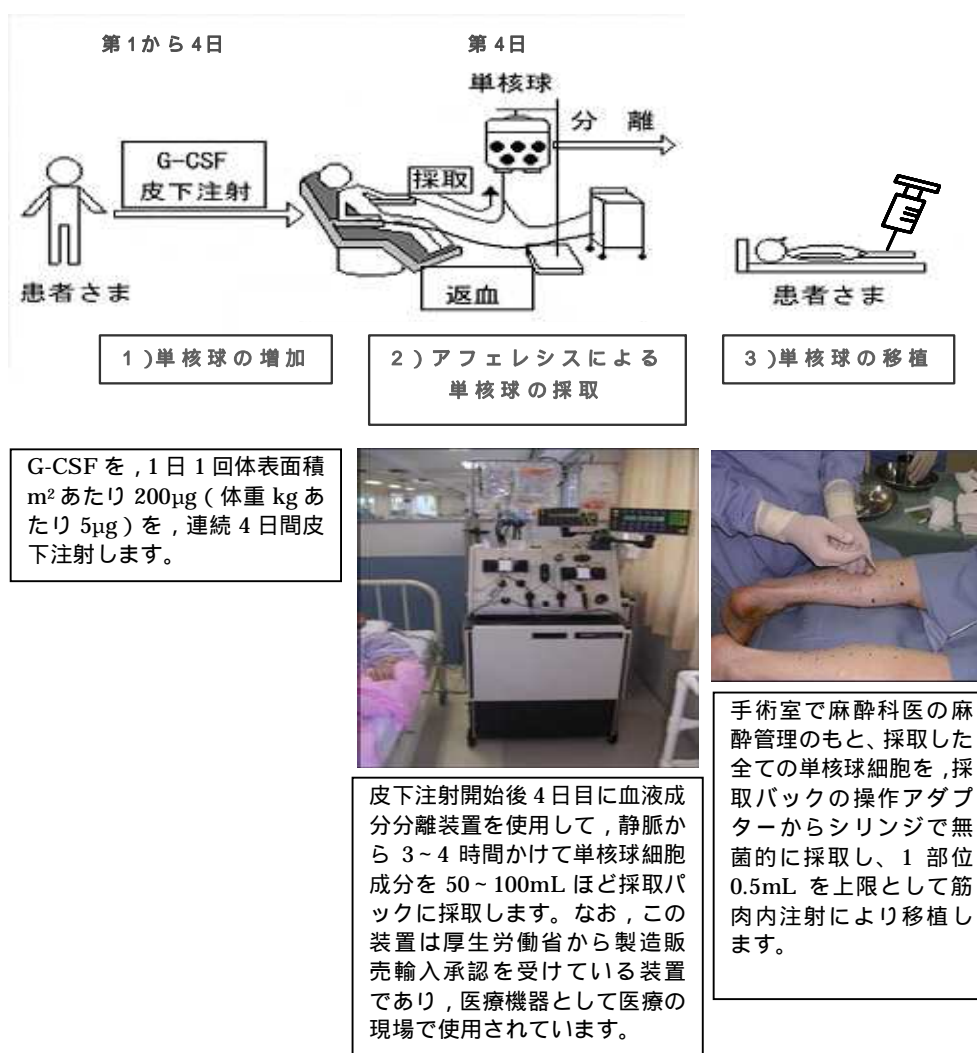 第1から4日
第4日
単核球
分離
G-CSF
皮下注射
採取
返血
患者さま
患者さま
1)単核球の増加
2)アフェレシスによる
単核球の採取
3)単核球の移植
G-CSF を,1日1回体表面積
m²あたり 200μg(体重 kg あ
たり 5μg)を,連続4日間皮
下注射します。
皮下注射開始後4日目に血液成
分分離装置を使用して,静脈か
ら 3~4 時間かけて単核球細胞
成分を 50~100mL ほど採取パ
ックに採取します。なお,この
装置は厚生労働省から製造販
売輸入承認を受けている装置
であり,医療機器として医療の
現場で使用されています。
手術室で麻酔科医の麻
酔管理のもと、採取した
全ての単核球細胞を,採
取バックの操作アダプ
ターからシリンジで無
菌的に採取し、1 部位
0.5mL を上限として筋
肉内注射により移植し
ます。